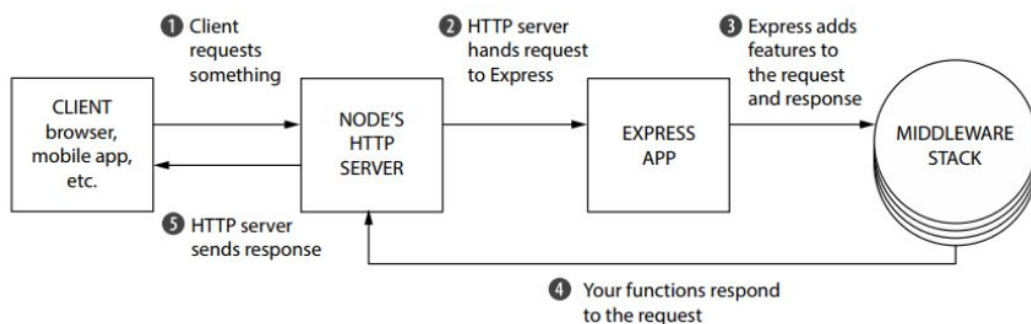 1 Client
requests
something
2 HTTP server
hands request
to Express
3 Express adds
features to
the request
and response
CLIENT
browser,
mobile app,
etc.
NODE’S
HTTP
SERVER
EXPRESS
APP
MIDDLEWARE
STACK
5 HTTP server
sends response
4 Your functions respond
to the request